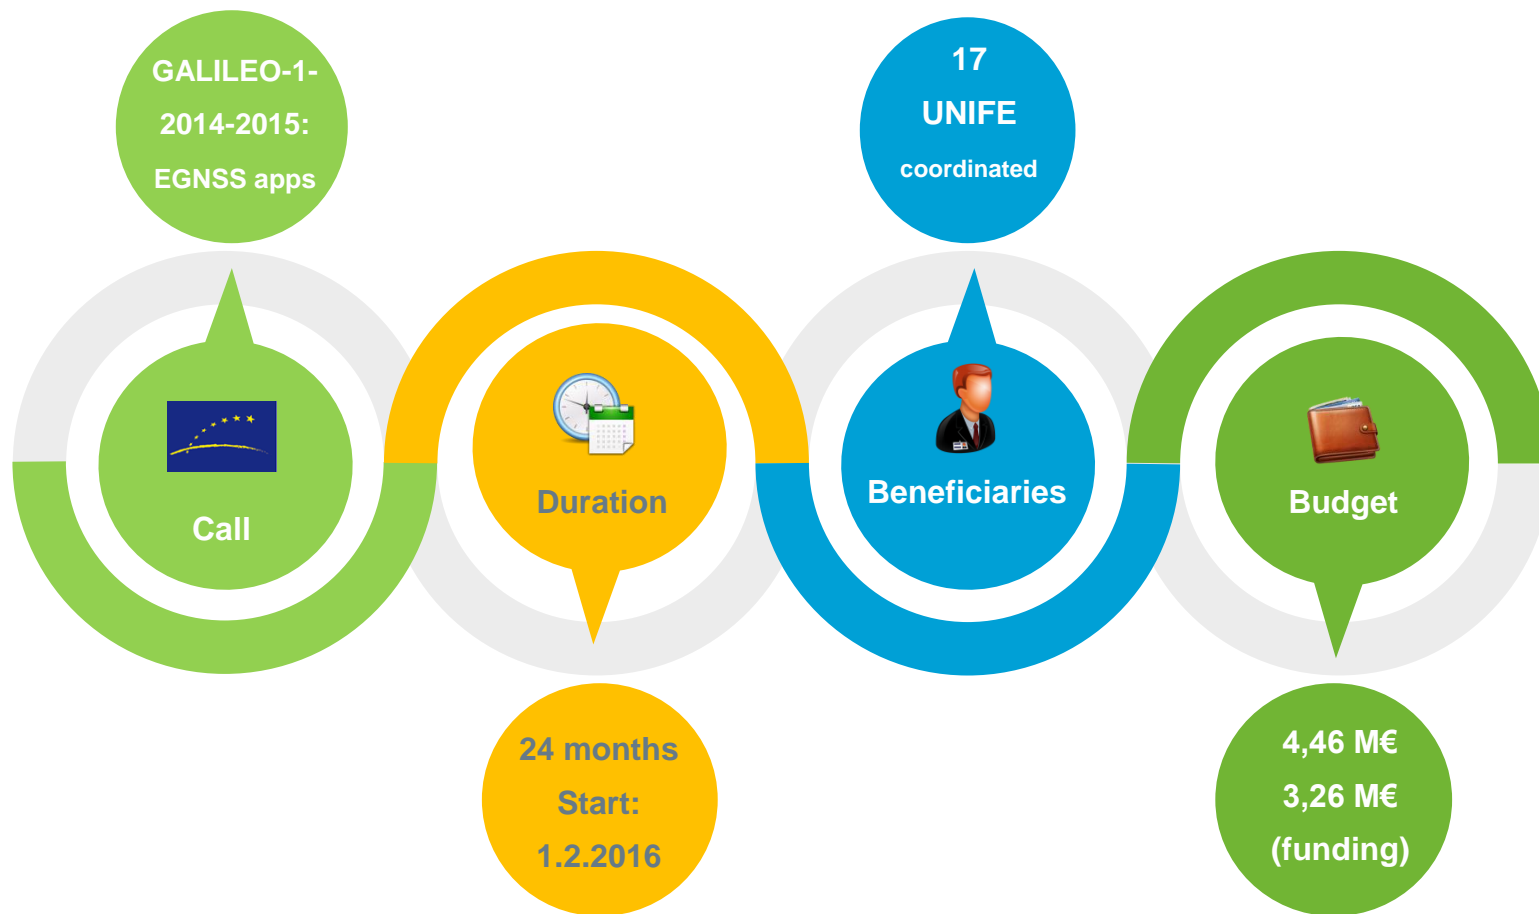 GALILEO-1-
2014-2015:
EGNSS apps
Call
Duration
24 months
Start:
1.2.2016
17
UNIFE
coordinated
Beneficiaries
Budget
4,46 M€
3,26 M€
(funding)